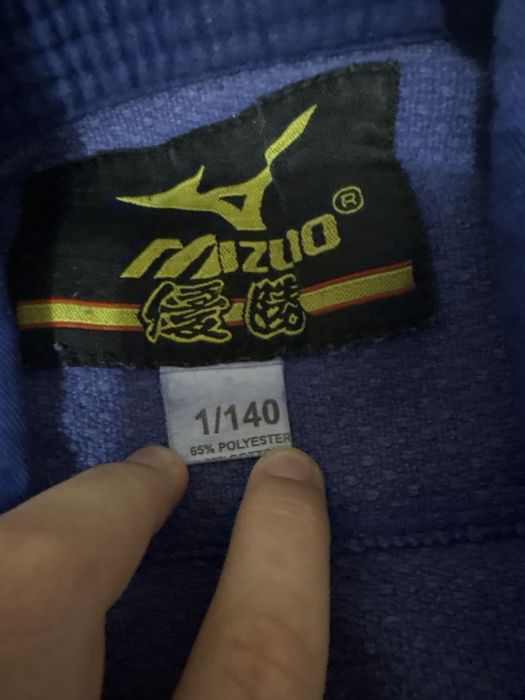 MIZUNO
®
優勝
1/140
65% POLYESTER